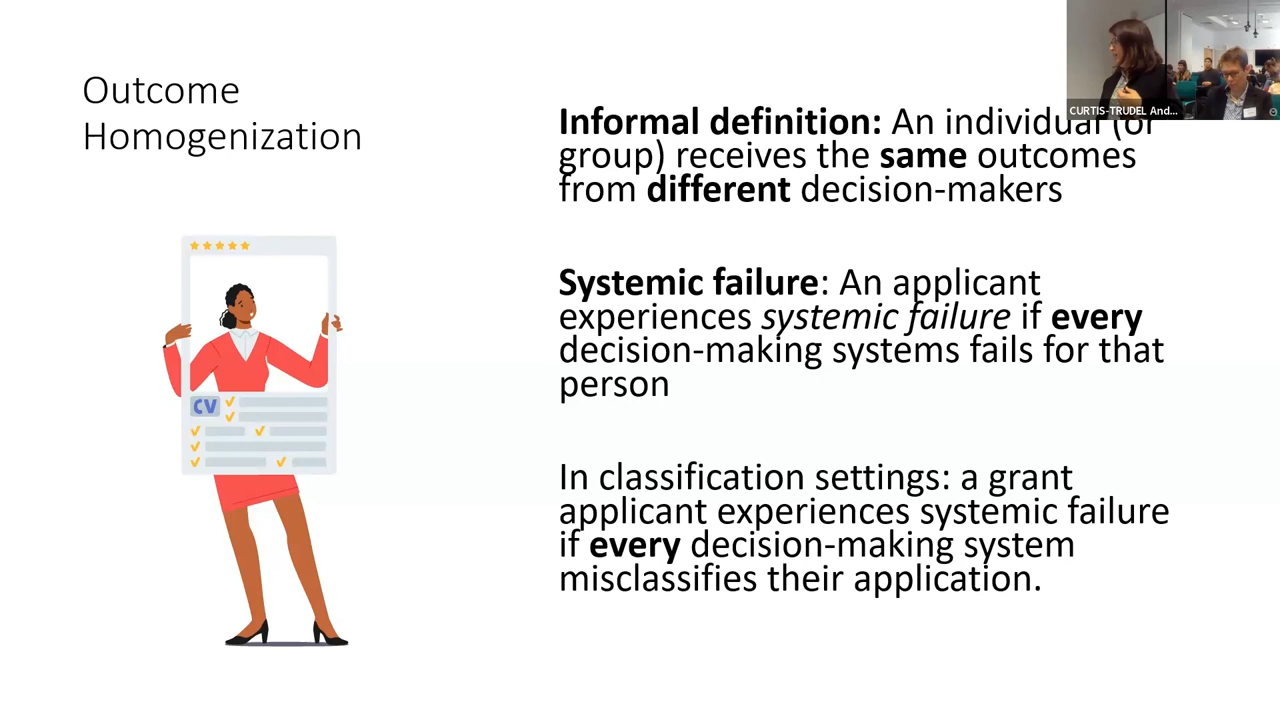 Outcome
Homogenization
CURTIS-TRUDEL And...
Informal definition: An individual (or
group) receives the same outcomes
from different decision-makers
Systemic failure: An applicant
experiences systemic failure if every
decision-making systems fails for that
person
CV
In classification settings: a grant
applicant experiences systemic failure
if every decision-making system
misclassifies their application.